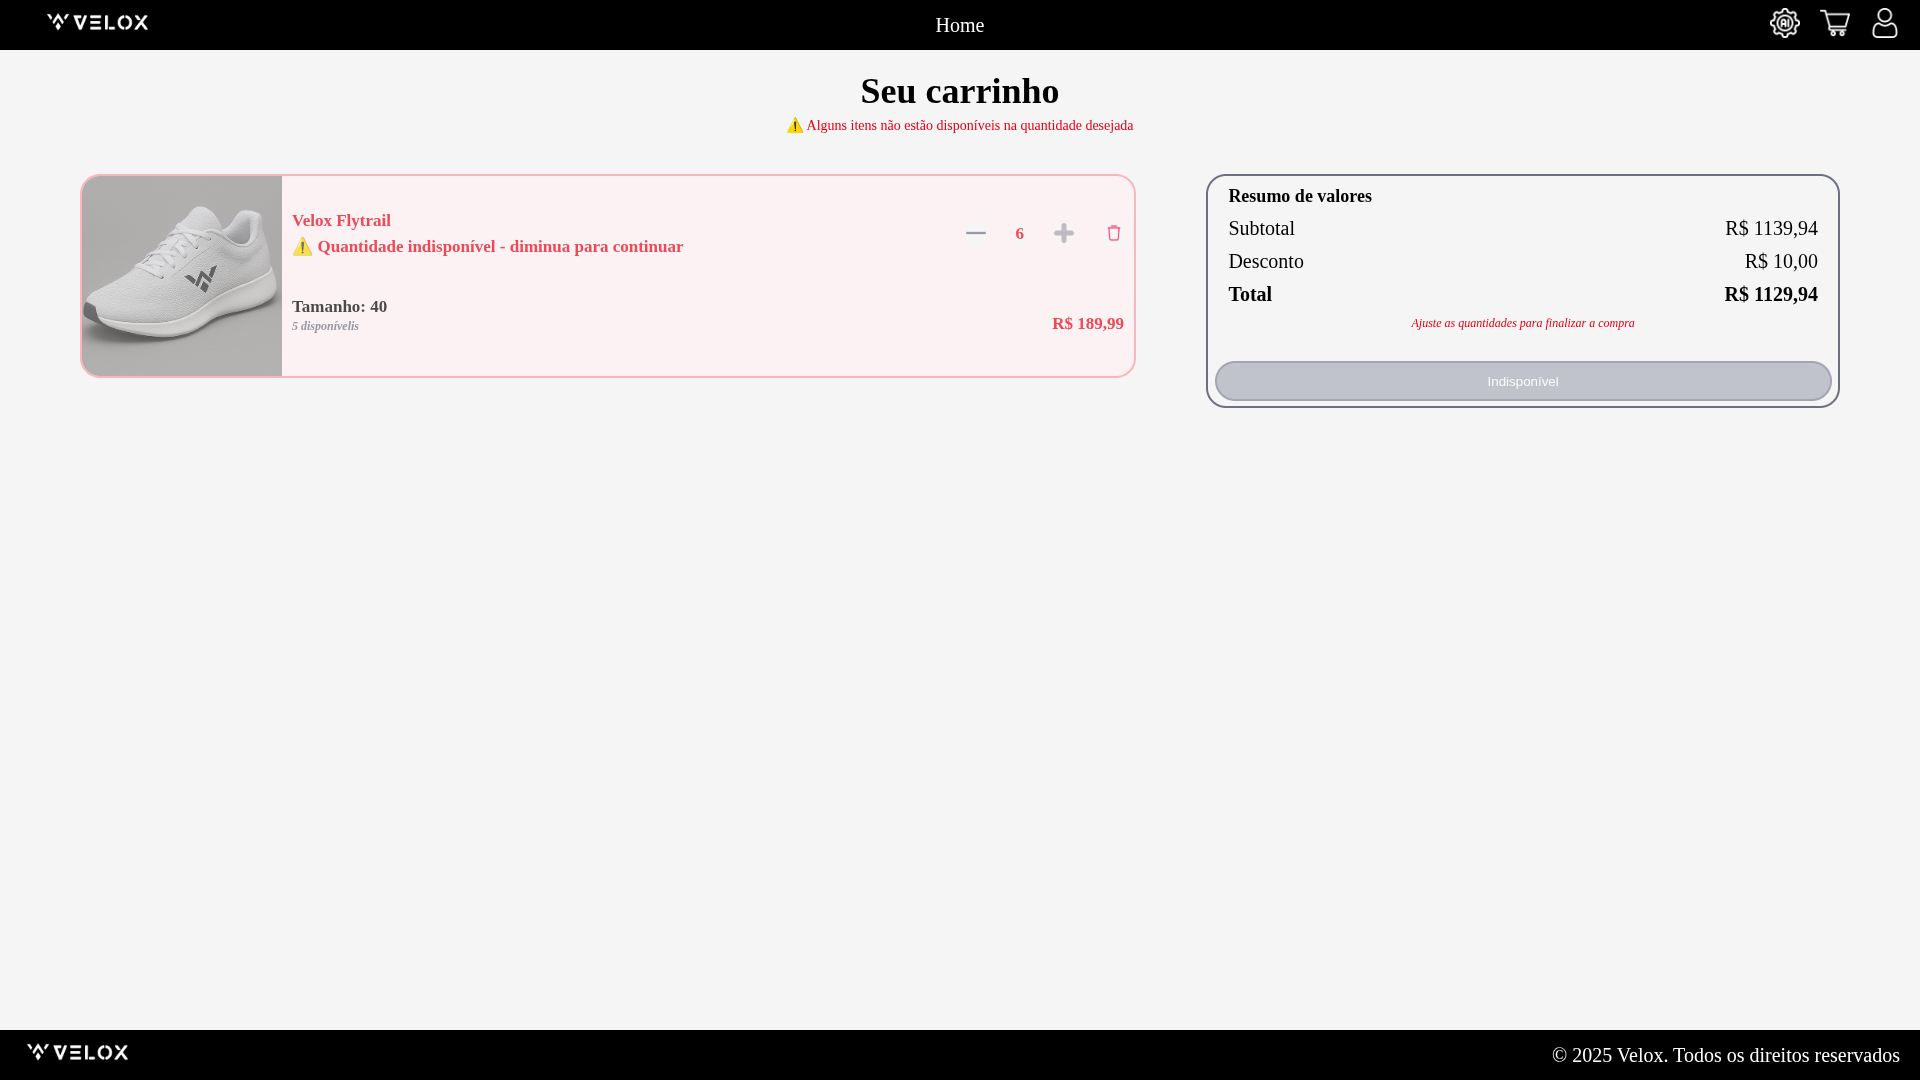 VELOX
Home
AI
Seu carrinho
⚠️ Alguns itens não estão disponíveis na quantidade desejada
Velox Flytrail
⚠️ Quantidade indisponível - diminua para continuar
6
Tamanho: 40
5 disponívelis
R$ 189,99
Resumo de valores
Subtotal R$ 1139,94
Desconto R$ 10,00
Total R$ 1129,94
Ajuste as quantidades para finalizar a compra
Indisponível
VELOX
© 2025 Velox. Todos os direitos reservados